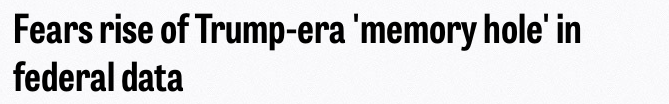 Fears rise of Trump-era 'memory hole' in
federal data